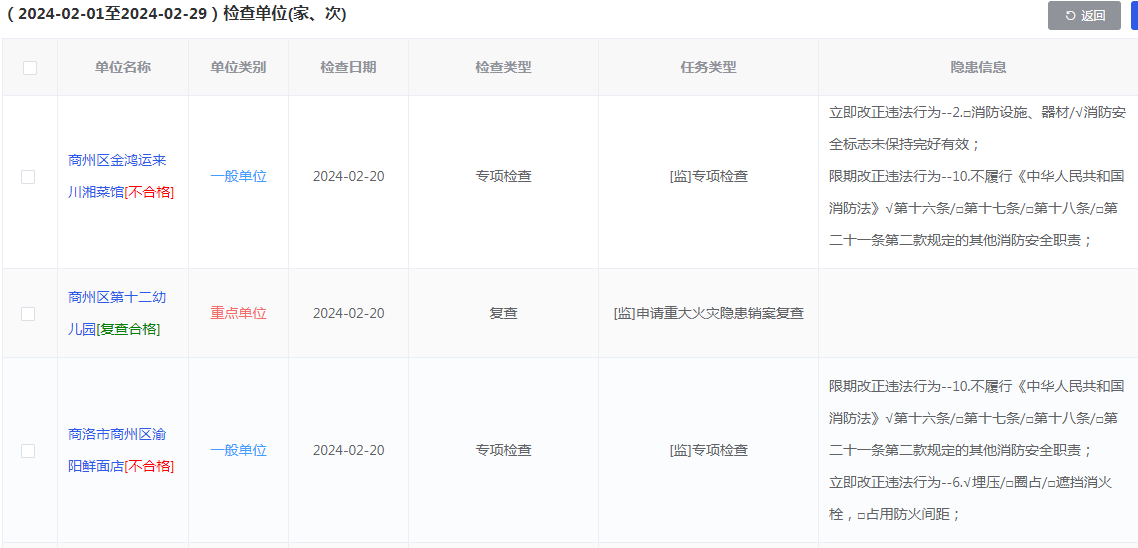 （2024-02-01至2024-02-29）检查单位(家、次)
返回
单位名称 单位类别 检查日期 检查类型 任务类型 隐患信息
商州区金鸿运来
川湘菜馆[不合格]
一般单位
2024-02-20
专项检查
[监]专项检查
立即改正违法行为--2.□消防设施、器材/√消防安
全标志未保持完好有效；
限期改正违法行为--10.不履行《中华人民共和国
消防法》√第十六条/□第十七条/□第十八条/□第
二十一条第二款规定的其他消防安全职责；
商州区第十二幼
儿园[复查合格]
重点单位
2024-02-20
复查
[监]申请重大火灾隐患销案复查
商洛市商州区渝
阳鲜面店[不合格]
一般单位
2024-02-20
专项检查
[监]专项检查
限期改正违法行为--10.不履行《中华人民共和国
消防法》√第十六条/□第十七条/□第十八条/□第
二十一条第二款规定的其他消防安全职责；
立即改正违法行为--6.√埋压/□圈占/□遮挡消火
栓，□占用防火间距；